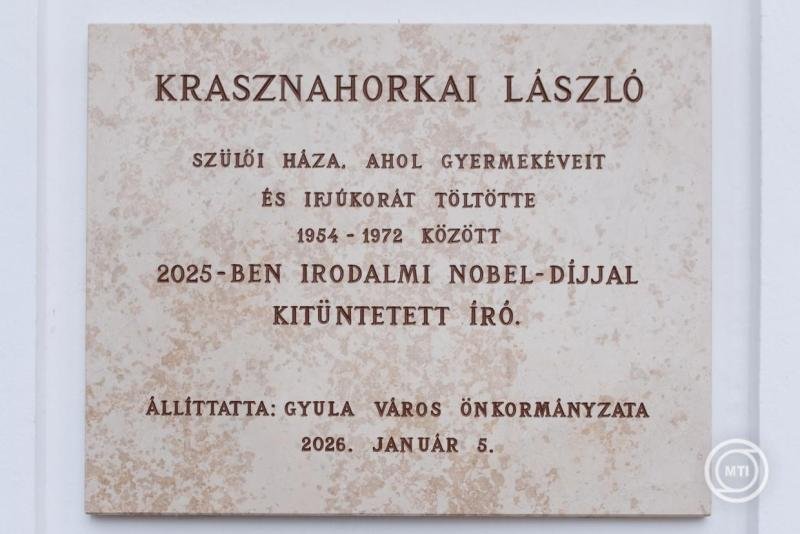 KRASZNAHORKAI LÁSZLÓ
SZÜLŐI HÁZA, AHOL GYERMEKÉVEIT
ÉS IFJÚKORÁT TÖLTÖTTE
1954 - 1972 KÖZÖTT
2025-BEN IRODALMI NOBEL-DÍJJAL
KITÜNTETETT ÍRÓ.
ÁLLÍTTATTA: GYULA VÁROS ÖNKORMÁNYZATA
2026. JANUÁR 5.
MTI